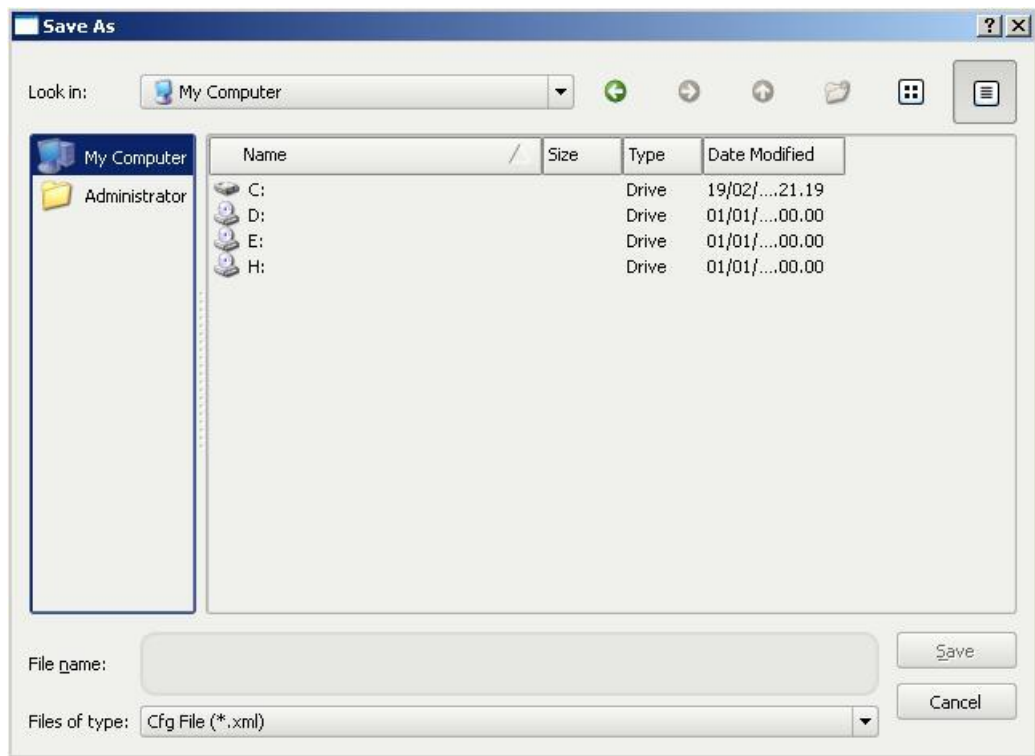 Save As
Look in: My Computer
My Computer
Administrator
Name Size Type Date Modified
C: Drive 19/02/....21.19
D: Drive 01/01/....00.00
E: Drive 01/01/....00.00
H: Drive 01/01/....00.00
File name: Save
Files of type: Cfg File (*.xml) Cancel